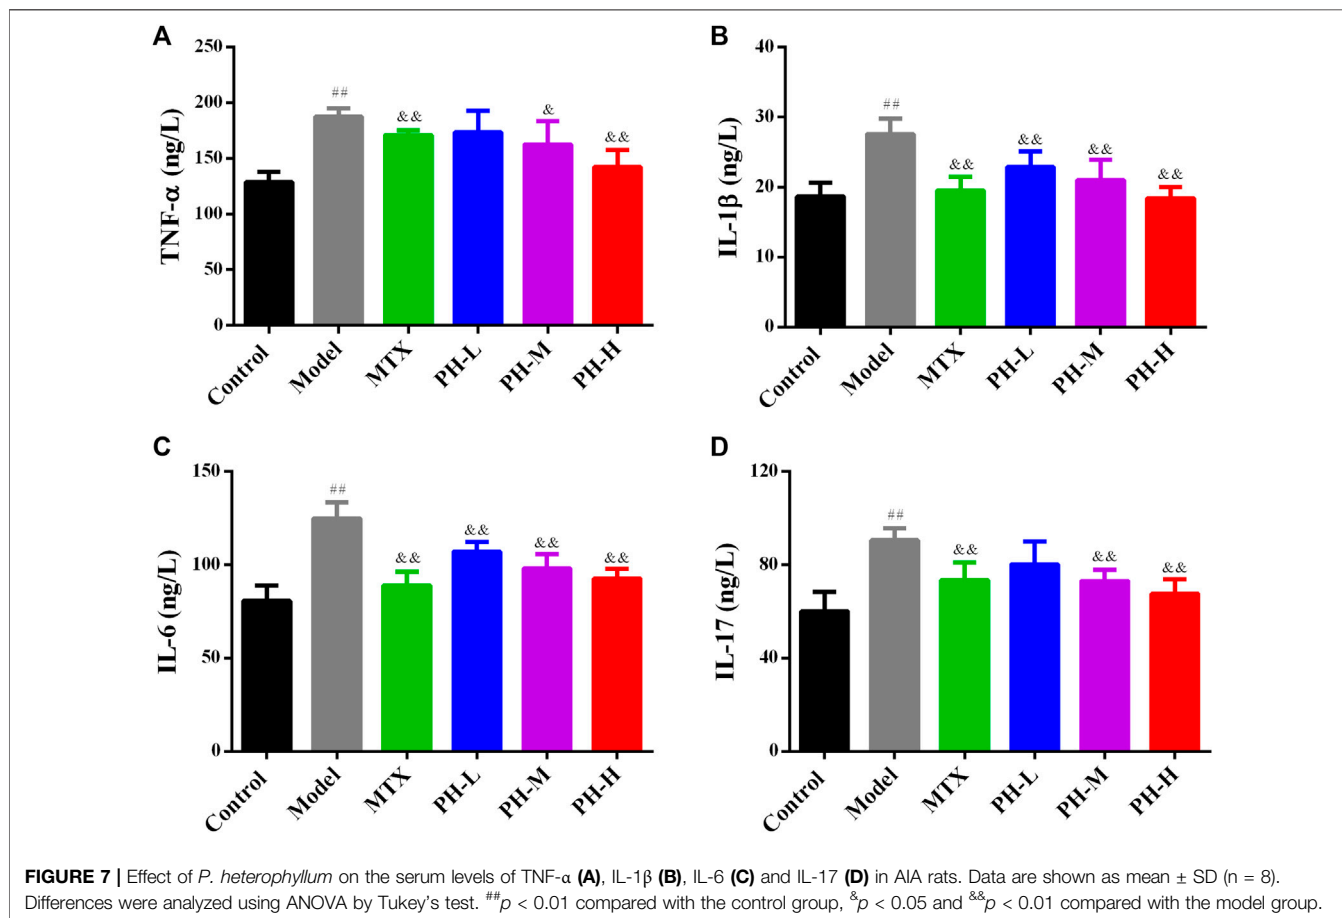 A
TNF-α (ng/L)
250
200
150
100
50
0
##
&&
&
&&
Control
Model
MTX
PH-L
PH-M
PH-H
B
IL-1β (ng/L)
40
30
20
10
0
##
&&
&&
&&
&&
Control
Model
MTX
PH-L
PH-M
PH-H
C
IL-6 (ng/L)
150
100
50
0
##
&&
&&
&&
&&
Control
Model
MTX
PH-L
PH-M
PH-H
D
IL-17 (ng/L)
120
80
40
0
##
&&
&&
&&
Control
Model
MTX
PH-L
PH-M
PH-H
FIGURE 7 | Effect of P. heterophyllum on the serum levels of TNF-α (A), IL-1β (B), IL-6 (C) and IL-17 (D) in AIA rats. Data are shown as mean ± SD (n = 8).
Differences were analyzed using ANOVA by Tukey's test. ##p < 0.01 compared with the control group, &p < 0.05 and &&p < 0.01 compared with the model group.